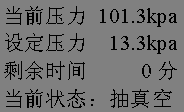 当前压力 101.3kpa
设定压力 13.3kpa
剩余时间 0 分
当前状态：抽真空